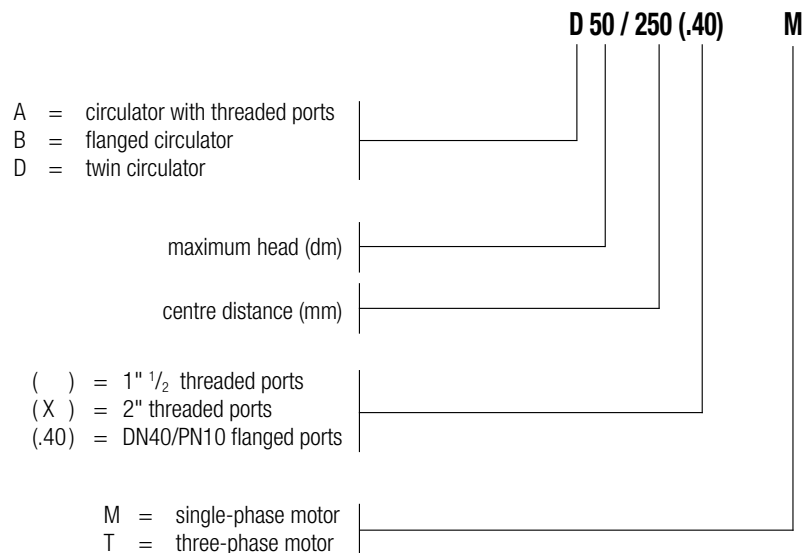 D 50 / 250 (.40) M
A = circulator with threaded ports
B = flanged circulator
D = twin circulator
maximum head (dm)
centre distance (mm)
( ) = 1" 1/2 threaded ports
( X ) = 2" threaded ports
(.40) = DN40/PN10 flanged ports
M = single-phase motor
T = three-phase motor